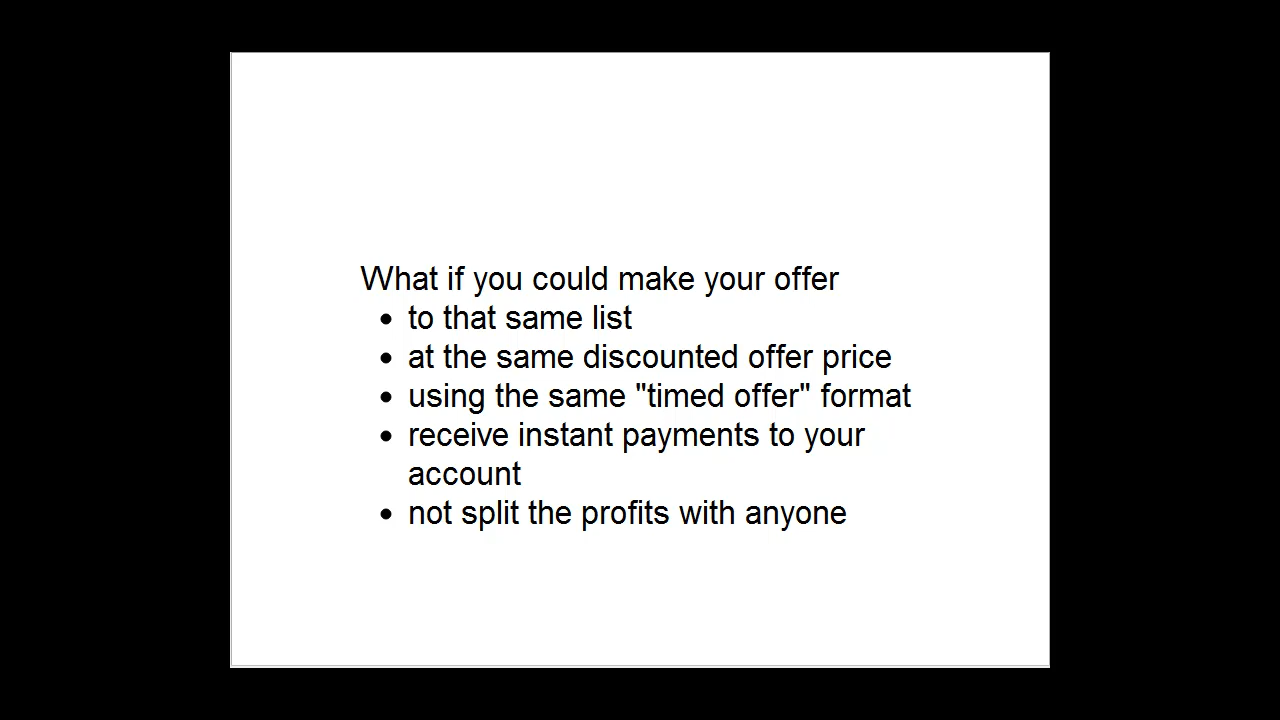 What if you could make your offer
• to that same list
• at the same discounted offer price
• using the same "timed offer" format
• receive instant payments to your
account
• not split the profits with anyone